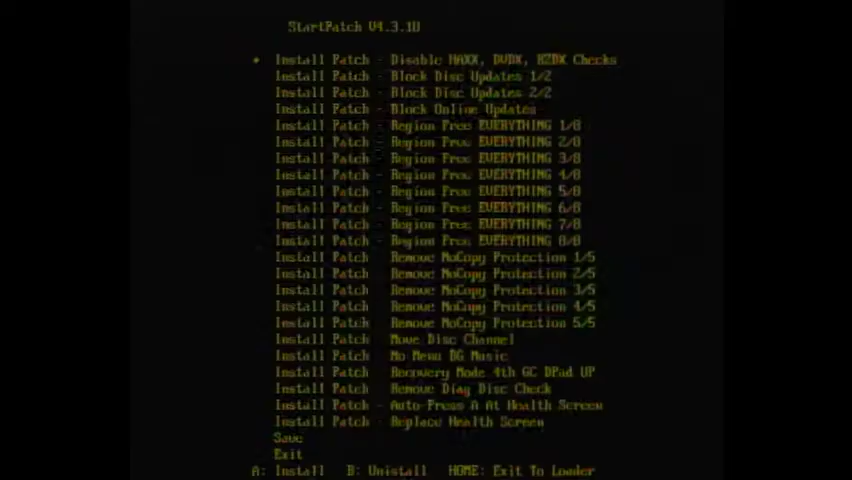 StartPatch V4.3.1U
Install Patch - Disable HAXX, DVDX, HZDX Checks
Install Patch - Block Disc Updates 1/2
Install Patch - Block Disc Updates 2/2
Install Patch - Block Online Updates
Install Patch - Region Free EVERYTHING 1/8
Install Patch - Region Free EVERYTHING 2/8
Install Patch - Region Free EVERYTHING 3/8
Install Patch - Region Free EVERYTHING 4/8
Install Patch - Region Free EVERYTHING 5/8
Install Patch - Region Free EVERYTHING 6/8
Install Patch - Region Free EVERYTHING 7/8
Install Patch - Region Free EVERYTHING 8/8
Install Patch  Remove NoCopy Protection 1/5
Install Patch  Remove NoCopy Protection 2/5
Install Patch  Remove NoCopy Protection 3/5
Install Patch  Remove NoCopy Protection 4/5
Install Patch  Remove NoCopy Protection 5/5
Install Patch  Move Disc Channel
Install Patch  No Menu BG Music
Install Patch  Recovery Mode 4th GC DPad UP
Install Patch  Remove Diag Disc Check
Install Patch - Auto-Press A At Health Screen
Install Patch - Replace Health Screen
Save
Exit
A: Install  B: Unistall  HOME: Exit To Loader